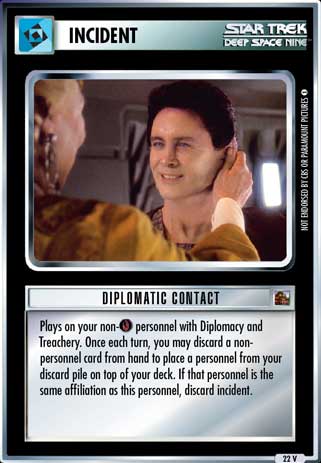 INCIDENT
STAR TREK
DEEP SPACE NINE
NOT ENDORSED BY CBS OR PARAMOUNT PICTURES
DIPLOMATIC CONTACT
Plays on your non- personnel with Diplomacy and
Treachery. Once each turn, you may discard a non-
personnel card from hand to place a personnel from your
discard pile on top of your deck. If that personnel is the
same affiliation as this personnel, discard incident.
22 V